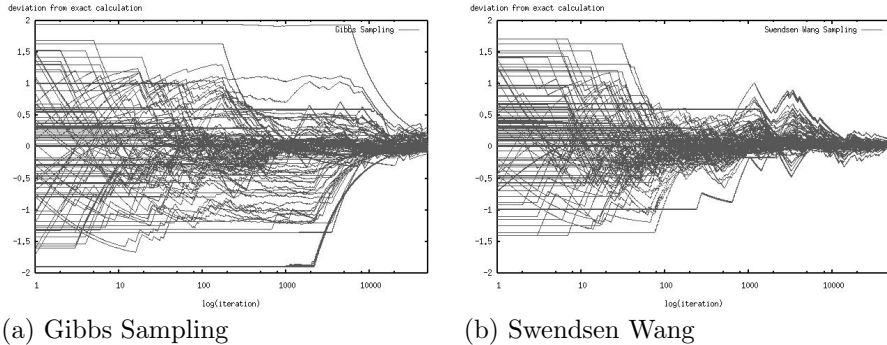 deviation from exact calculation
Gibbs Sampling
2
1.5
1
0.5
0
-0.5
-1
-1.5
-2
1 10 100 1000 10000
log(iteration)
(a) Gibbs Sampling
deviation from exact calculation
Swendsen Wang Sampling
2
1.5
1
0.5
0
-0.5
-1
-1.5
-2
1 10 100 1000 10000
log(iteration)
(b) Swendsen Wang